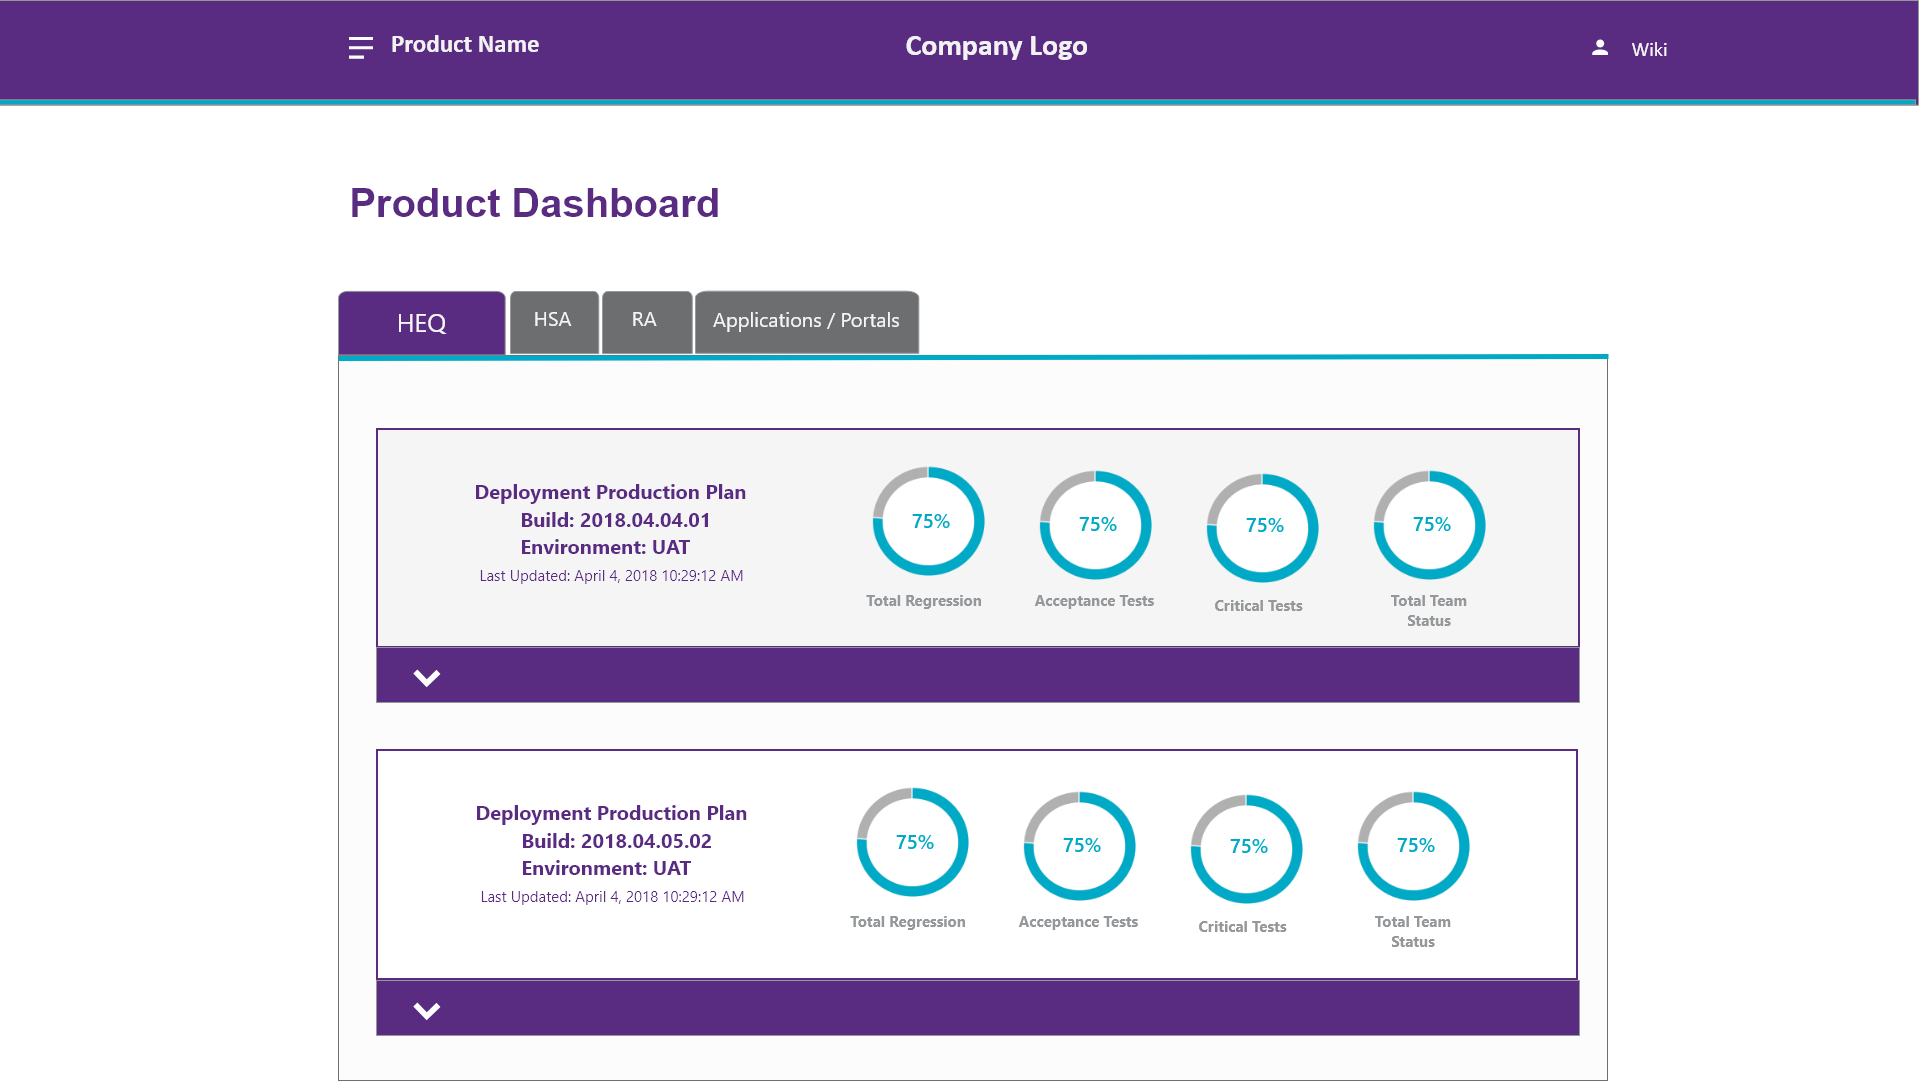 Product Name
Company Logo
Wiki
Product Dashboard
HEQ
HSA
RA
Applications / Portals
Deployment Production Plan
Build: 2018.04.04.01
Environment: UAT
Last Updated: April 4, 2018 10:29:12 AM
75%
75%
75%
75%
Total Regression
Acceptance Tests
Critical Tests
Total Team
Status
Deployment Production Plan
Build: 2018.04.05.02
Environment: UAT
Last Updated: April 4, 2018 10:29:12 AM
75%
75%
75%
75%
Total Regression
Acceptance Tests
Critical Tests
Total Team
Status